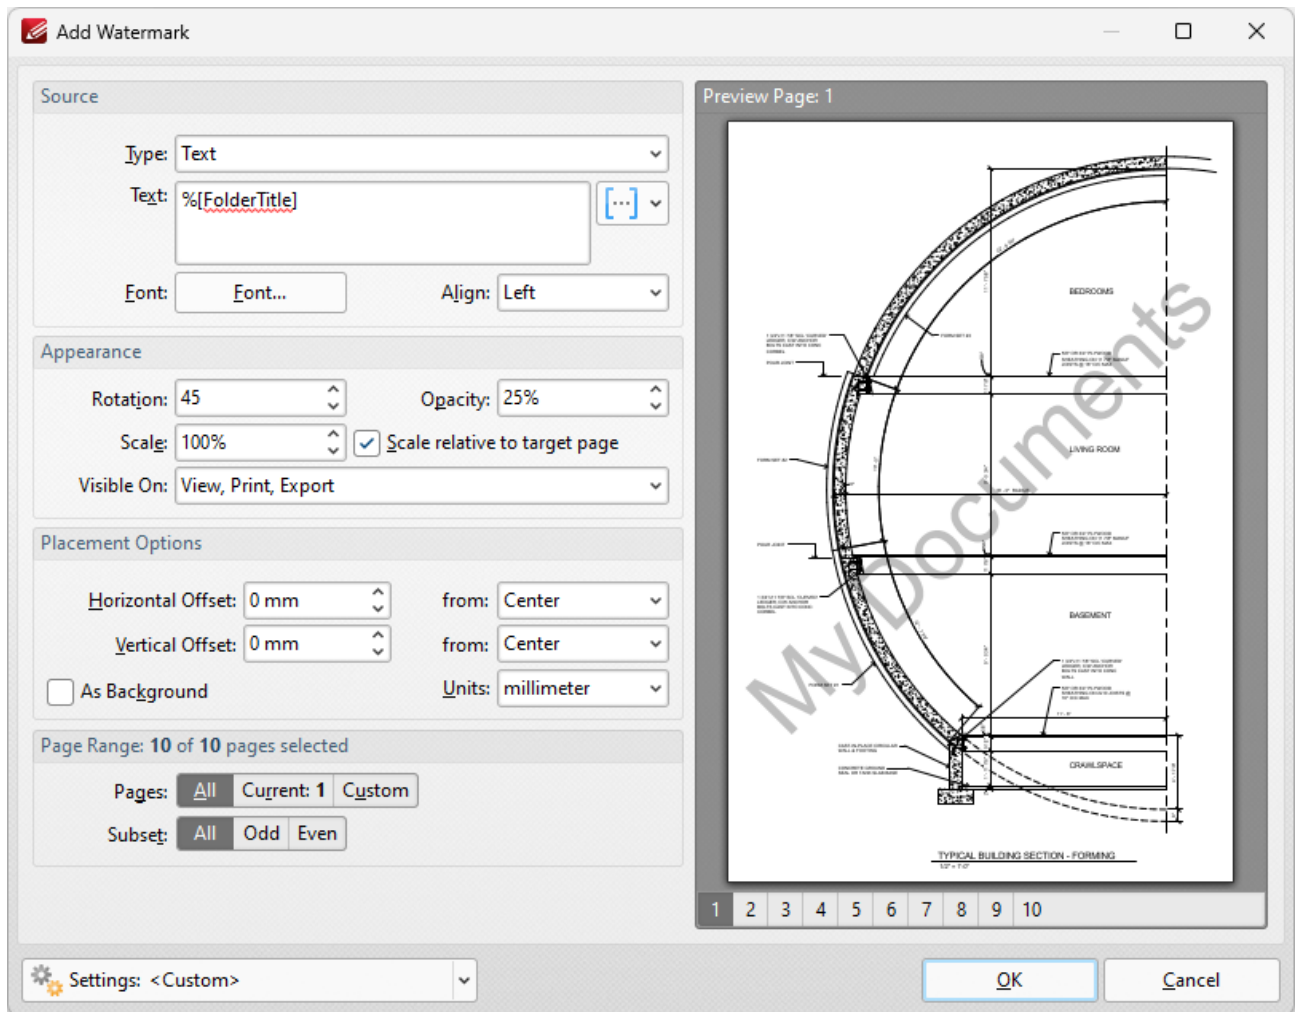 Add Watermark
Source
Type: Text
Text: %[FolderTitle]
Font: Font...
Align: Left
Appearance
Rotation: 45
Opacity: 25%
Scale: 100%
Scale relative to target page
Visible On: View, Print, Export
Placement Options
Horizontal Offset: 0 mm
from: Center
Vertical Offset: 0 mm
from: Center
As Background
Units: millimeter
Page Range: 10 of 10 pages selected
Pages: All Current: 1 Custom
Subset: All Odd Even
Preview Page: 1
BEDROOMS
LIVING ROOM
BASEMENT
CRAWLSPACE
My Documents
TYPICAL BUILDING SECTION - FORMING
1 2 3 4 5 6 7 8 9 10
Settings: <Custom>
OK
Cancel